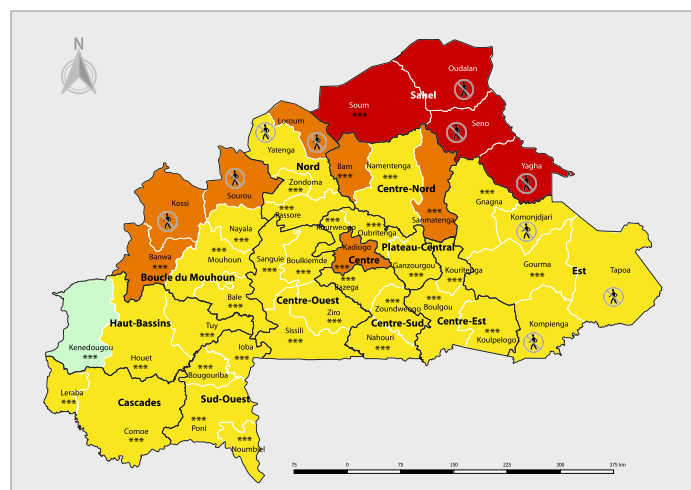 N
Oudalan
Sahel
Soum
***
Seno
Loroum
Yatenga
Nord
Bam
***
Namentenga
***
Yagha
Centre-Nord
***
Gnagna
Zondoma
***
Sourou
Kossi
***
Passore
Kourweogo
***
***
Oubritenga
***
Sanmatenga
Komonjdjari
Nayala
***
Kadiogo
***
Centre
Plateau-Central
Banwa
***
Mouhoun
***
Sanguie
***
Boulkiemde
***
Ganzourgou
***
Kouritenga
***
Gourma
***
Est
Tapoa
Boucle du Mouhoun
***
Bazega
Bale
***
Centre-Ouest
***
Zoundweogo
***
Boulgou
Haut-Bassins
Tuy
***
Ziro
***
Centre-Sud
Centre-Est
Kompienga
Sissili
***
Nahouri
***
***
Koulpelogo
Kenedougou
***
Houet
***
Ioba
***
***
Bougouriba
Leraba
***
Cascades
Sud-Ouest
Comoe
***
***
Poni
***
Noumbiel
75 0 75 150 225 300 375 km